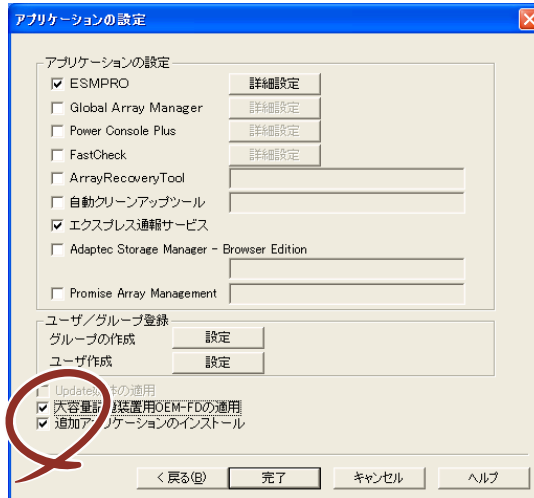 アプリケーションの設定
アプリケーションの設定
ESMPRO 詳細設定
Global Array Manager 詳細設定
Power Console Plus 詳細設定
FastCheck 詳細設定
ArrayRecoveryTool
自動クリーンアップツール
エクスプレス通報サービス
Adaptec Storage Manager - Browser Edition
Promise Array Management
ユーザ/グループ登録
グループの作成 設定
ユーザ作成 設定
Update の適用
大容量記憶装置用OEM-FDの適用
追加アプリケーションのインストール
< 戻る(B) 完了 キャンセル ヘルプ